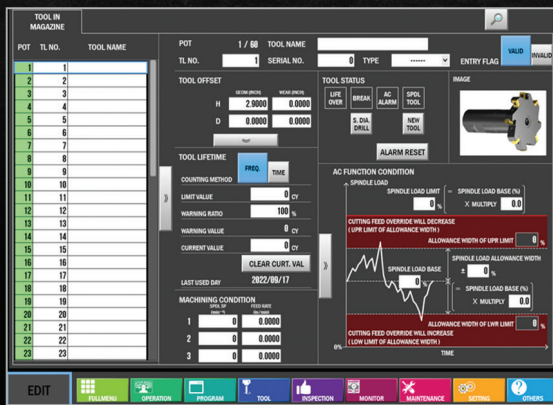 TOOL IN
MAGAZINE
POT TL NO. TOOL NAME
1 1
2 2
3 3
4 4
5 5
6 6
7 7
8 8
9 9
10 10
11 11
12 12
13 13
14 14
15 15
16 16
17 17
18 18
19 19
20 20
21 21
22 22
23 23
POT 1 / 60 TOOL NAME
TL NO. 1 SERIAL NO. 0 TYPE ------
ENTRY FLAG VALID INVALID
TOOL OFFSET
GEOM (INCH) WEAR (INCH)
H 2.9000 0.0000
D 0.0000 0.0000
TOOL LIFETIME
COUNTING METHOD FREQ. TIME
LIMIT VALUE 0 CY
WARNING RATIO 100 %
WARNING VALUE 0 CY
CURRENT VALUE 0 CY
CLEAR CURT. VAL
LAST USED DAY 2022/09/17
MACHINING CONDITION
SPDL SP FEED RATE
1 0 0.0000
2 0 0.0000
3 0 0.0000
TOOL STATUS
LIFE OVER BREAK AC ALARM SPDL TOOL
S. DIA. DRILL NEW TOOL
ALARM RESET
IMAGE
AC FUNCTION CONDITION
SPINDLE LOAD
SPINDLE LOAD LIMIT = SPINDLE LOAD BASE (%)
0 % X MULTIPLY 0.0
CUTTING FEED OVERRIDE WILL DECREASE
( UPR LIMIT OF ALLOWANCE WIDTH )
ALLOWANCE WIDTH OF UPR LIMIT 0 %
SPINDLE LOAD BASE
0 %
SPINDLE LOAD ALLOWANCE WIDTH
± 0 %
= SPINDLE LOAD BASE (%)
X MULTIPLY 0.0
ALLOWANCE WIDTH OF LWR LIMIT 0 %
CUTTING FEED OVERRIDE WILL INCREASE
( LOW LIMIT OF ALLOWANCE WIDTH )
0%
TIME
EDIT FULLMENU OPERATION PROGRAM TOOL INSPECTION MONITOR MAINTENANCE SETTING OTHERS